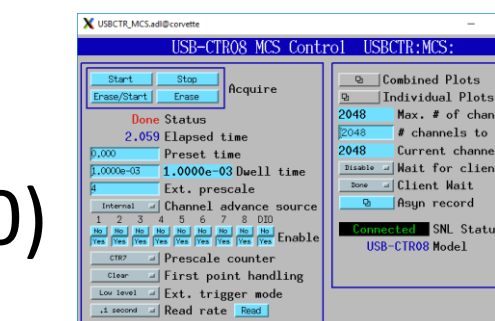 USBCTR_MCS.adl@corvette
USB-CTR08 MCS Control USBCTR:MCS:
Start Stop
Erase/Start Erase
Acquire
Done Status
2.059 Elapsed time
0.000 Preset time
1.0000e-03 1.0000e-03 Dwell time
4 Ext. prescale
Internal Channel advance source
1 2 3 4 5 6 7 8 DIO
No No No No No No No No No
Yes Yes Yes Yes Yes Yes Yes Yes Yes Enable
CTR7 Prescale counter
Clear First point handling
Low level Ext. trigger mode
.1 second Read rate Read
Combined Plots
Individual Plots
2048 Max. # of chan
2048 # channels to
2048 Current channe
Disable Wait for clien
Done Client Wait
Asyn record
Connected SNL Statu
USB-CTR08 Model
0)